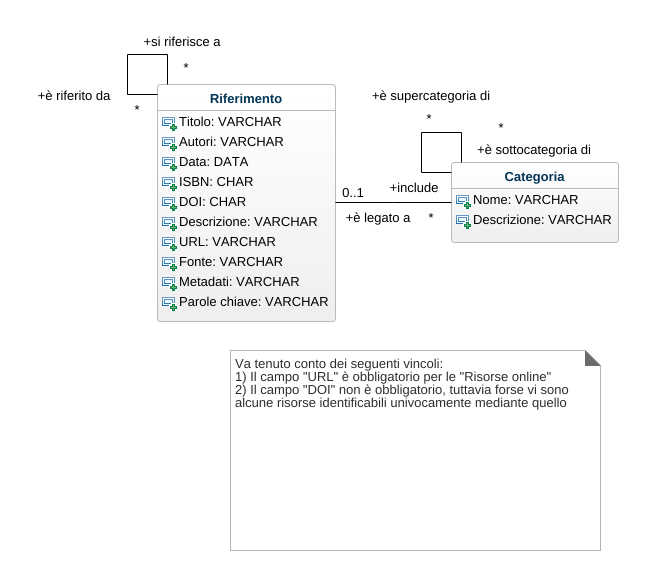 +si riferisce a
*
+è riferito da
*
Riferimento
Titolo: VARCHAR
Autori: VARCHAR
Data: DATA
ISBN: CHAR
DOI: CHAR
Descrizione: VARCHAR
URL: VARCHAR
Fonte: VARCHAR
Metadati: VARCHAR
Parole chiave: VARCHAR
+è supercategoria di
*
*
+è sottocategoria di
Categoria
Nome: VARCHAR
Descrizione: VARCHAR
0..1
+include
+è legato a
*
Va tenuto conto dei seguenti vincoli:
1) Il campo "URL" è obbligatorio per le "Risorse online"
2) Il campo "DOI" non è obbligatorio, tuttavia forse vi sono
alcune risorse identificabili univocamente mediante quello